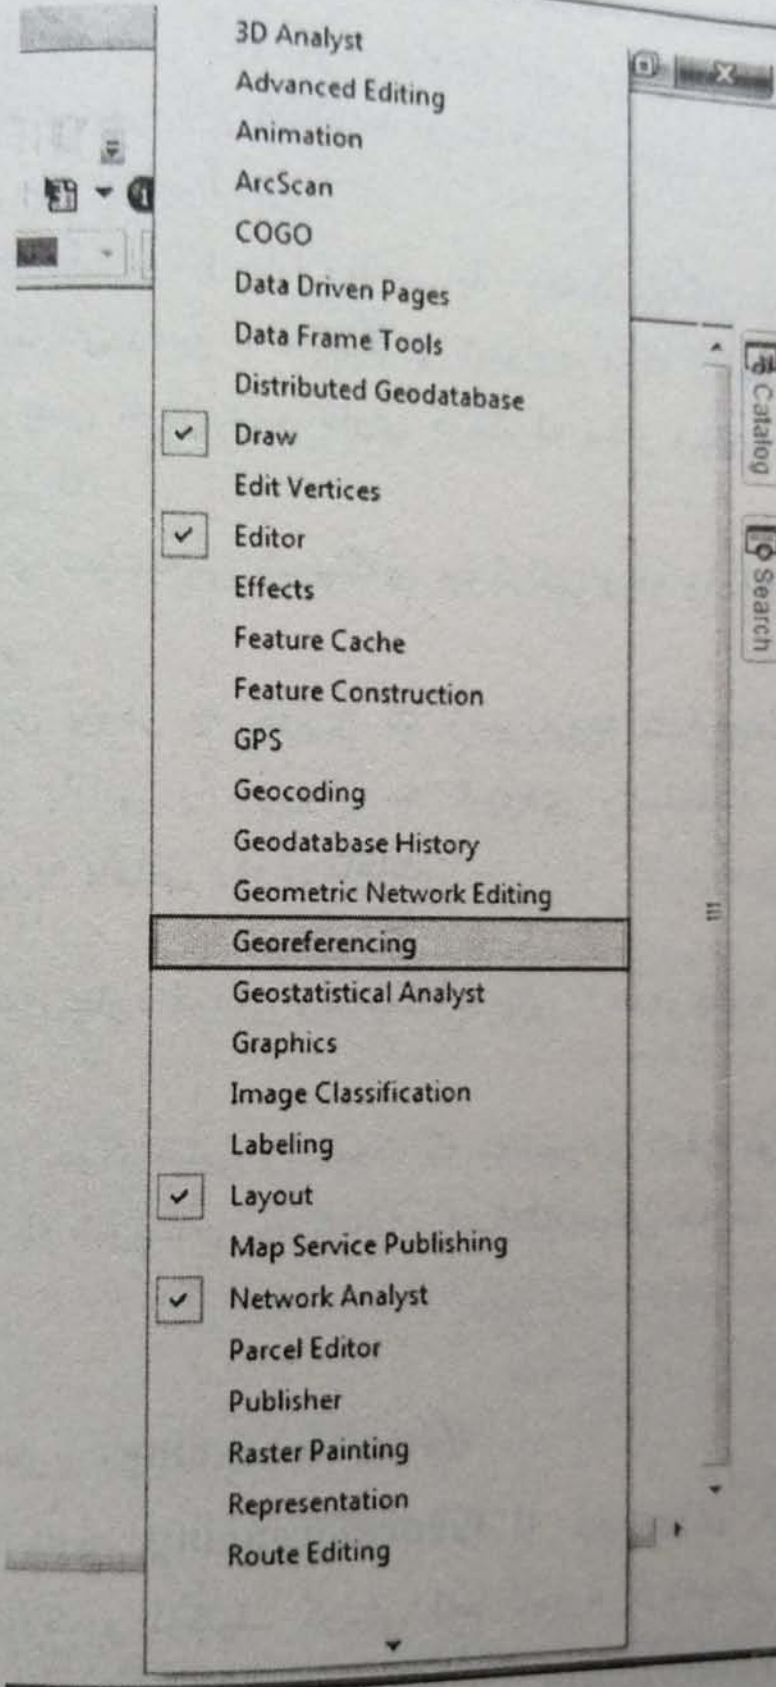 3D Analyst
Advanced Editing
Animation
ArcScan
COGO
Data Driven Pages
Data Frame Tools
Distributed Geodatabase
Draw
Edit Vertices
Editor
Effects
Feature Cache
Feature Construction
GPS
Geocoding
Geodatabase History
Geometric Network Editing
Georeferencing
Geostatistical Analyst
Graphics
Image Classification
Labeling
Layout
Map Service Publishing
Network Analyst
Parcel Editor
Publisher
Raster Painting
Representation
Route Editing
Catalog
Search